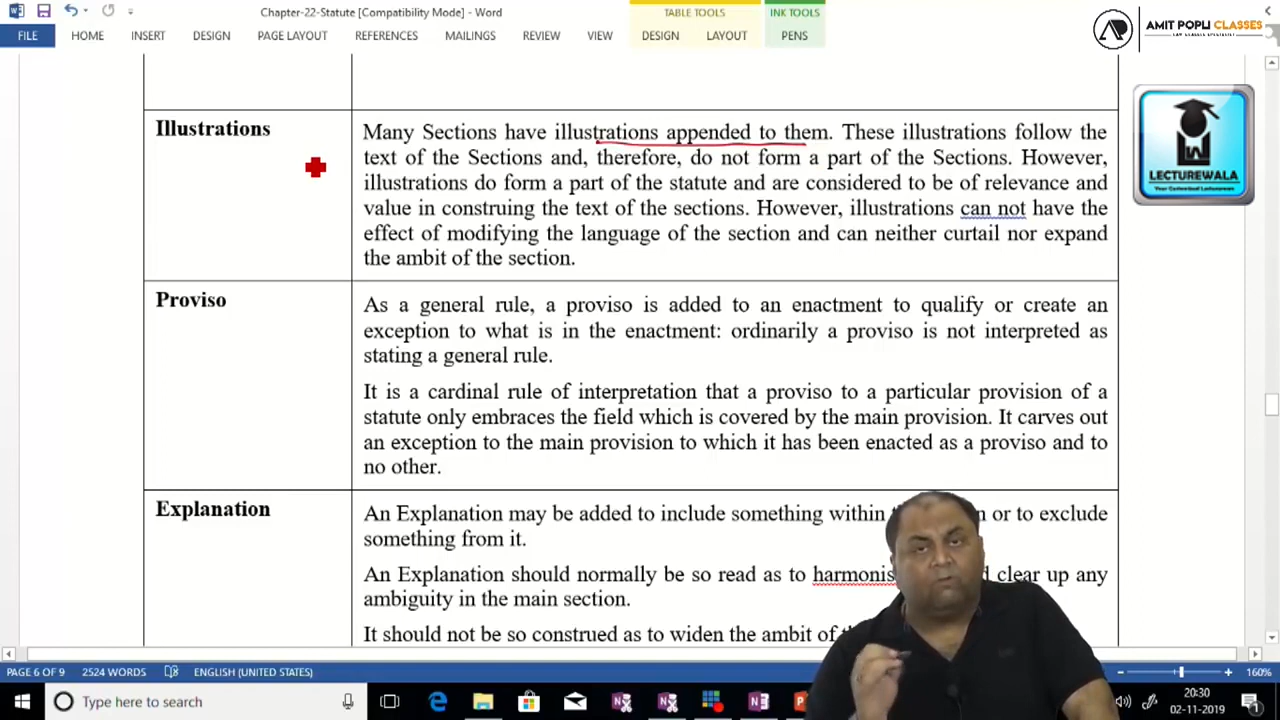 Chapter-22-Statute [Compatibility Mode] - Word
TABLE TOOLS
INK TOOLS
FILE
HOME
INSERT
DESIGN
PAGE LAYOUT
REFERENCES
MAILINGS
REVIEW
VIEW
DESIGN
LAYOUT
PENS
AMIT POPLI CLASSES
LECTUREWALA
Illustrations
Many Sections have illustrations appended to them. These illustrations follow the
text of the Sections and, therefore, do not form a part of the Sections. However,
illustrations do form a part of the statute and are considered to be of relevance and
value in construing the text of the sections. However, illustrations can not have the
effect of modifying the language of the section and can neither curtail nor expand
the ambit of the section.
Proviso
As a general rule, a proviso is added to an enactment to qualify or create an
exception to what is in the enactment: ordinarily a proviso is not interpreted as
stating a general rule.
It is a cardinal rule of interpretation that a proviso to a particular provision of a
statute only embraces the field which is covered by the main provision. It carves out
an exception to the main provision to which it has been enacted as a proviso and to
no other.
Explanation
An Explanation may be added to include something within or to exclude
something from it.
An Explanation should normally be so read as to harmonis clear up any
ambiguity in the main section.
It should not be so construed as to widen the ambit of
PAGE 6 OF 9
2524 WORDS
ENGLISH (UNITED STATES)
160%
Type here to search
20:30
02-11-2019